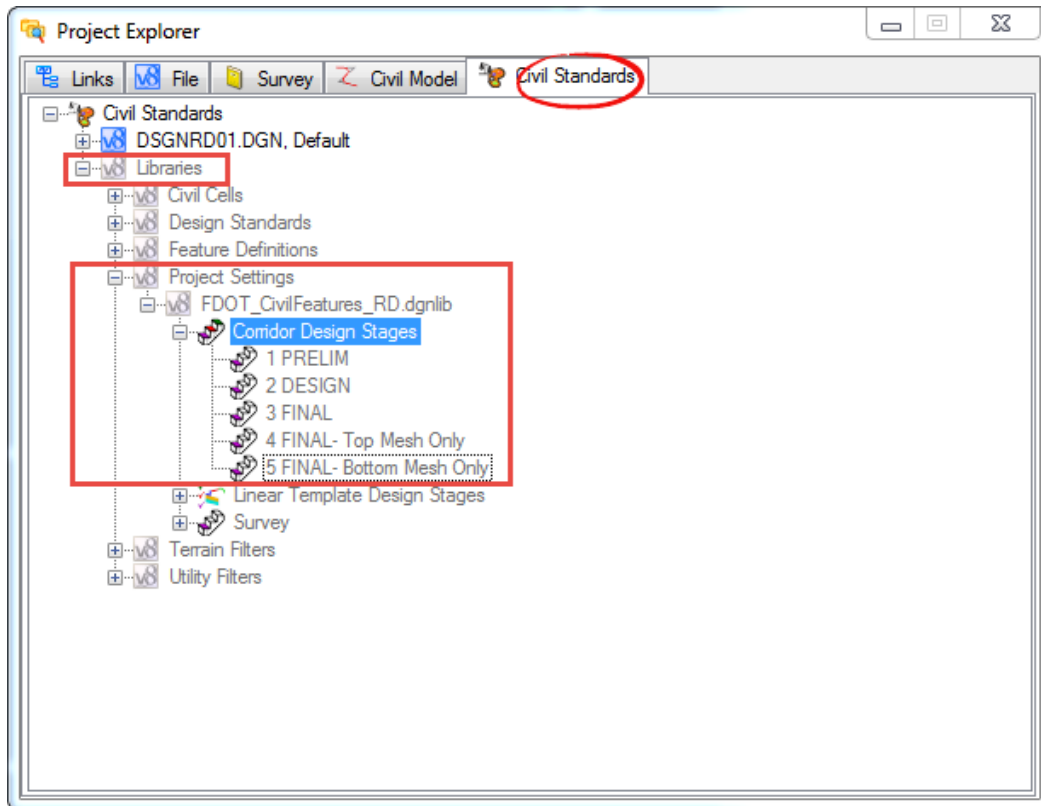 Project Explorer
Links File Survey Civil Model Civil Standards
Civil Standards
DSGNRD01.DGN, Default
Libraries
Civil Cells
Design Standards
Feature Definitions
Project Settings
FDOT_CivilFeatures_RD.dgnlib
Corridor Design Stages
1 PRELIM
2 DESIGN
3 FINAL
4 FINAL- Top Mesh Only
5 FINAL- Bottom Mesh Only
Linear Template Design Stages
Survey
Terrain Filters
Utility Filters